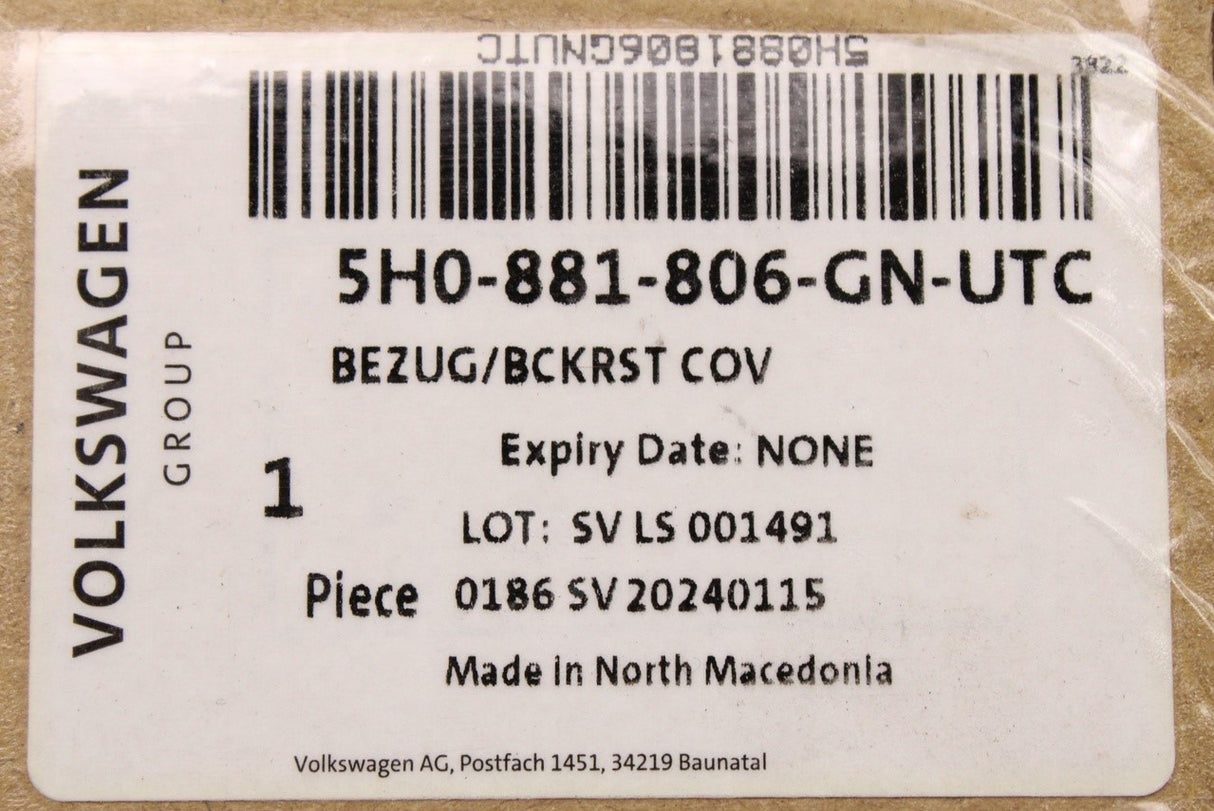 5H0881806GNUTC
3822
5H0-881-806-GN-UTC
BEZUG/BCKRST COV
Expiry Date: NONE
1
LOT: SV LS 001491
Piece 0186 SV 20240115
Made in North Macedonia
Volkswagen AG, Postfach 1451, 34219 Baunatal
VOLKSWAGEN
GROUP